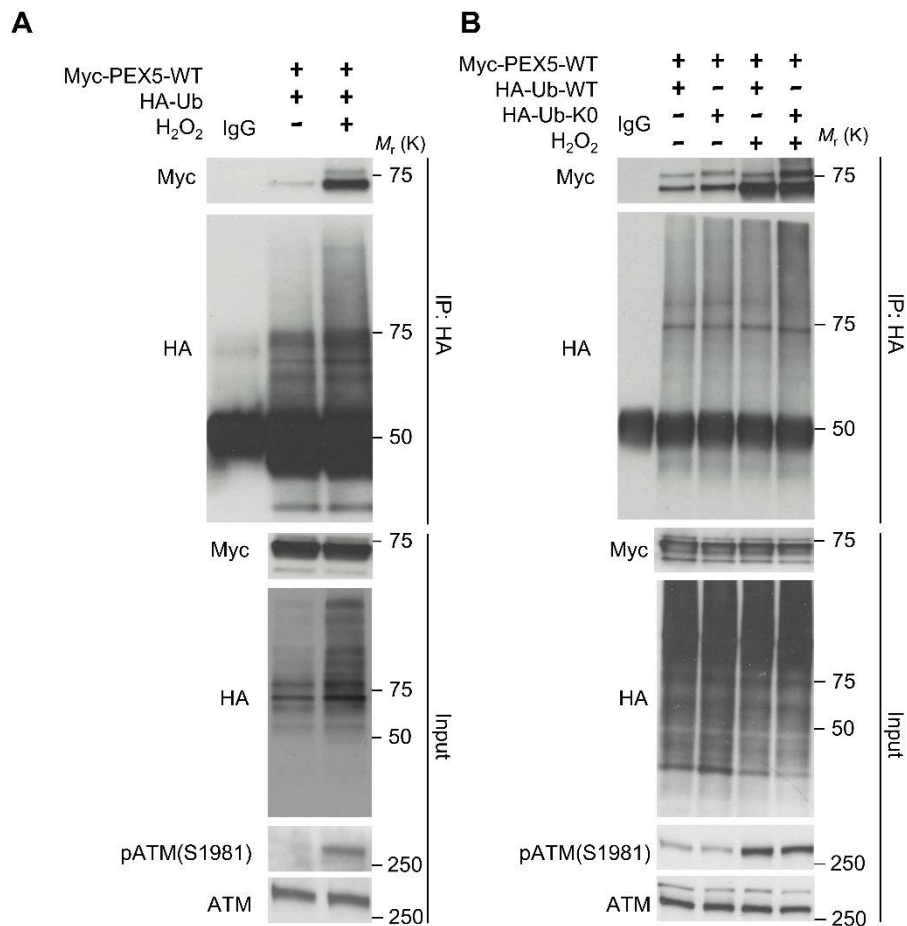 A
Myc-PEX5-WT + +
HA-Ub + +
H₂O₂ IgG - + Mr (K)
Myc
75
HA
75
50
IP: HA
Myc
75
HA
75
50
Input
pATM(S1981)
250
ATM
250
B
Myc-PEX5-WT + + + +
HA-Ub-WT + - + -
HA-Ub-K0 IgG - + - +
H₂O₂ - - + + Mr (K)
Myc
75
HA
75
50
IP: HA
Myc
75
HA
75
50
Input
pATM(S1981)
250
ATM
250